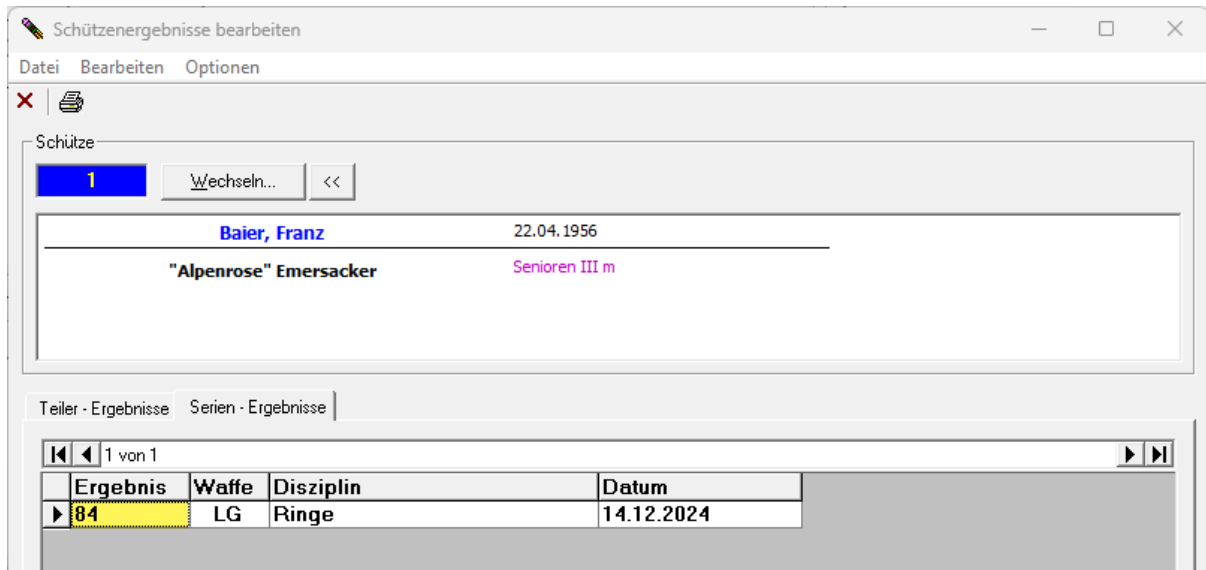 Schützenergebnisse bearbeiten
Datei Bearbeiten Optionen
Schütze
1 Wechseln... <<
Baier, Franz 22.04.1956
"Alpenrose" Emersacker Senioren III m
Teiler - Ergebnisse Serien - Ergebnisse
1 von 1
Ergebnis Waffe Disziplin Datum
84 LG Ringe 14.12.2024